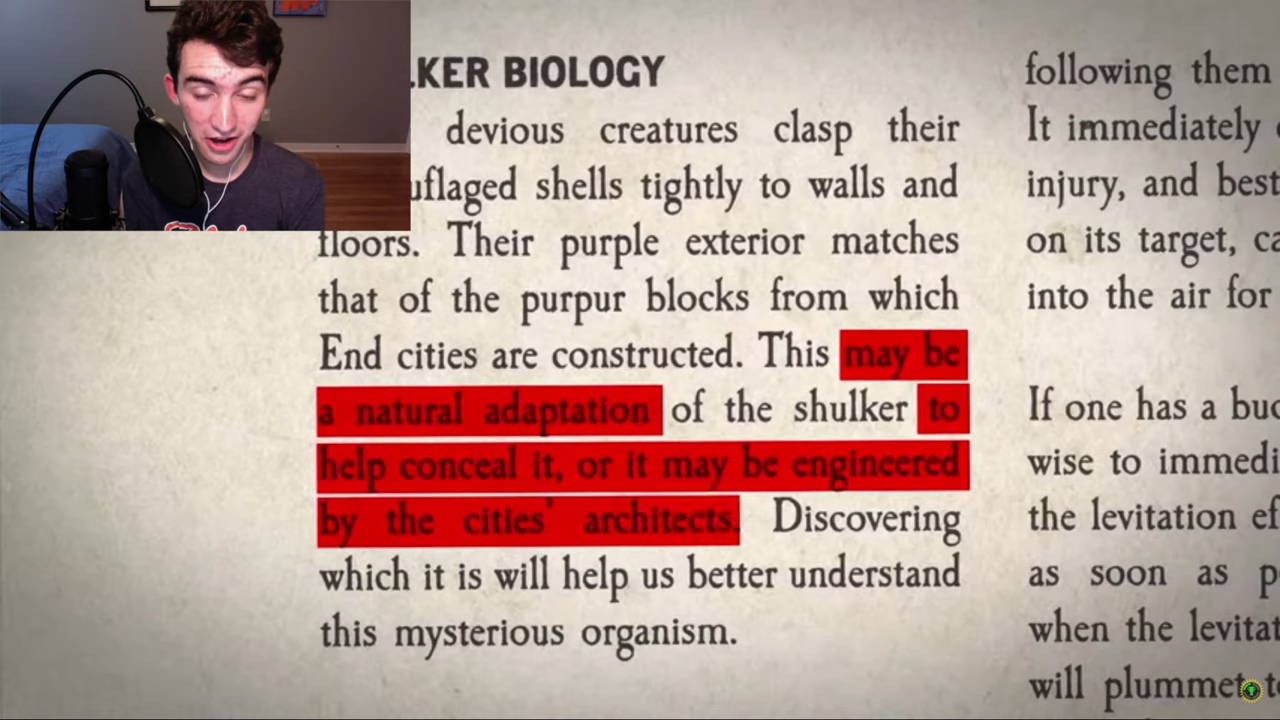 LKER BIOLOGY
devious creatures clasp their
uflaged shells tightly to walls and
floors. Their purple exterior matches
that of the purpur blocks from which
End cities are constructed. This may be
a natural adaptation of the shulker to
help conceal it, or it may be engineered
by the cities' architects. Discovering
which it is will help us better understand
this mysterious organism.
following them
It immediately
injury, and best
on its target, ca
into the air for
If one has a buc
wise to immedi
the levitation ef
as soon as p
when the levitat
will plummet to